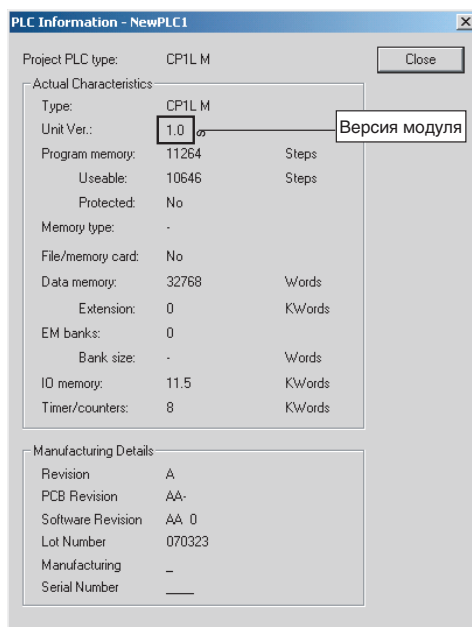 PLC Information - NewPLC1
Project PLC type: CP1L M Close
Actual Characteristics
Type: CP1L M
Unit Ver.: 1.0 Версия модуля
Program memory: 11264 Steps
Useable: 10646 Steps
Protected: No
Memory type: -
File/memory card: No
Data memory: 32768 Words
Extension: 0 KWords
EM banks: 0
Bank size: - Words
IO memory: 11.5 KWords
Timer/counters: 8 KWords
Manufacturing Details
Revision A
PCB Revision AA-
Software Revision AA 0
Lot Number 070323
Manufacturing _
Serial Number ____